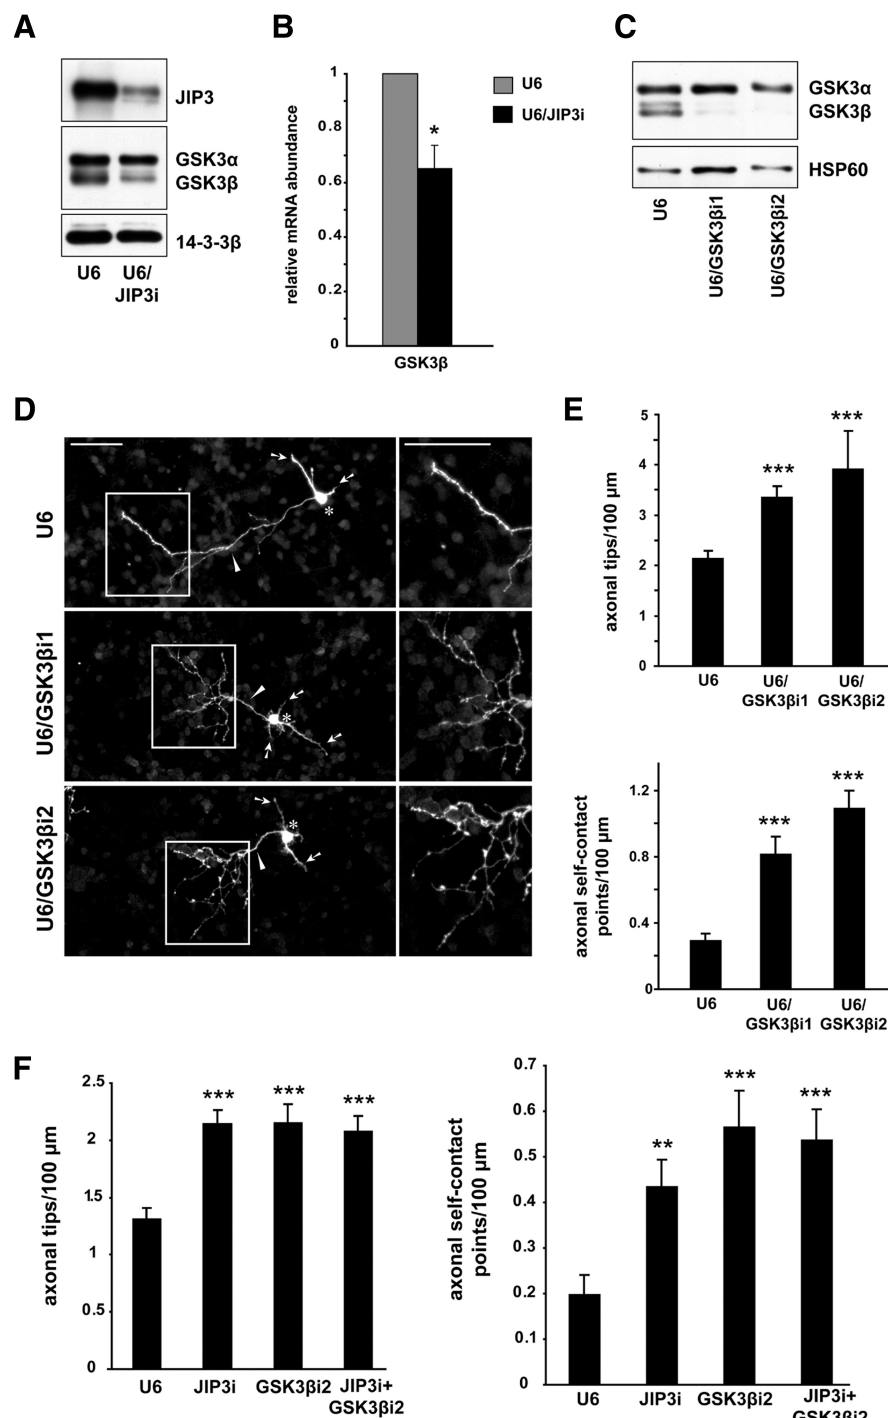 A
JIP3
GSK3α
GSK3β
14-3-3β
U6
U6/
JIP3i
B
relative mRNA abundance
1
0.8
0.6
0.4
0.2
0
*
GSK3β
U6
U6/JIP3i
C
GSK3α
GSK3β
HSP60
U6
U6/GSK3βi1
U6/GSK3βi2
D
U6
U6/GSK3βi1
U6/GSK3βi2
*
*
*
E
axonal tips/100 µm
5
4
3
2
1
0
***
***
U6
U6/
GSK3βi1
U6/
GSK3βi2
axonal self-contact
points/100 µm
1.2
0.8
0.4
0
***
***
U6
U6/
GSK3βi1
U6/
GSK3βi2
F
axonal tips/100 µm
2.5
2
1.5
1
0.5
0
***
***
***
U6
JIP3i
GSK3βi2
JIP3i+
GSK3βi2
axonal self-contact
points/100 µm
0.7
0.6
0.5
0.4
0.3
0.2
0.1
0
**
***
***
U6
JIP3i
GSK3βi2
JIP3i+
GSK3βi2